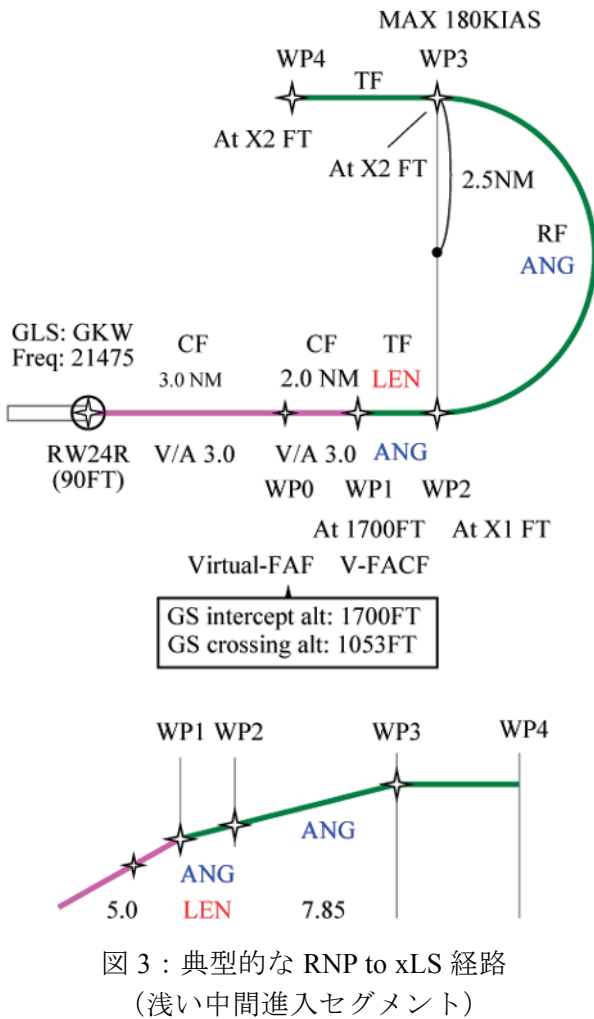 MAX 180KIAS
WP4
TF
WP3
At X2 FT
At X2 FT
2.5NM
RF
ANG
GLS: GKW
Freq: 21475
CF
CF
TF
3.0 NM
2.0 NM
LEN
RW24R
(90FT)
V/A 3.0
V/A 3.0
ANG
WP0
WP1
WP2
At 1700FT
At X1 FT
Virtual-FAF
V-FACF
GS intercept alt: 1700FT
GS crossing alt: 1053FT
WP1
WP2
WP3
WP4
ANG
ANG
5.0
LEN
7.85
図 3：典型的な RNP to xLS 経路
（浅い中間進入セグメント）